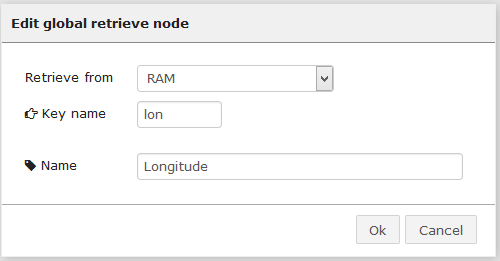 Edit global retrieve node
Retrieve from RAM
Key name lon
Name Longitude
Ok Cancel